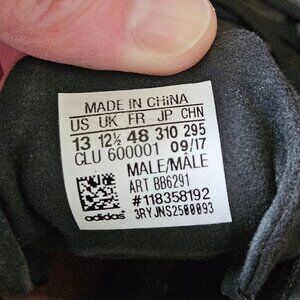 MADE IN CHINA
US UK FR JP CHN
13 12½ 48 310 295
CLU 600001 09/17
MALE/MÂLE
ART BB6291
#118358192
3RYJNS2500093
adidas